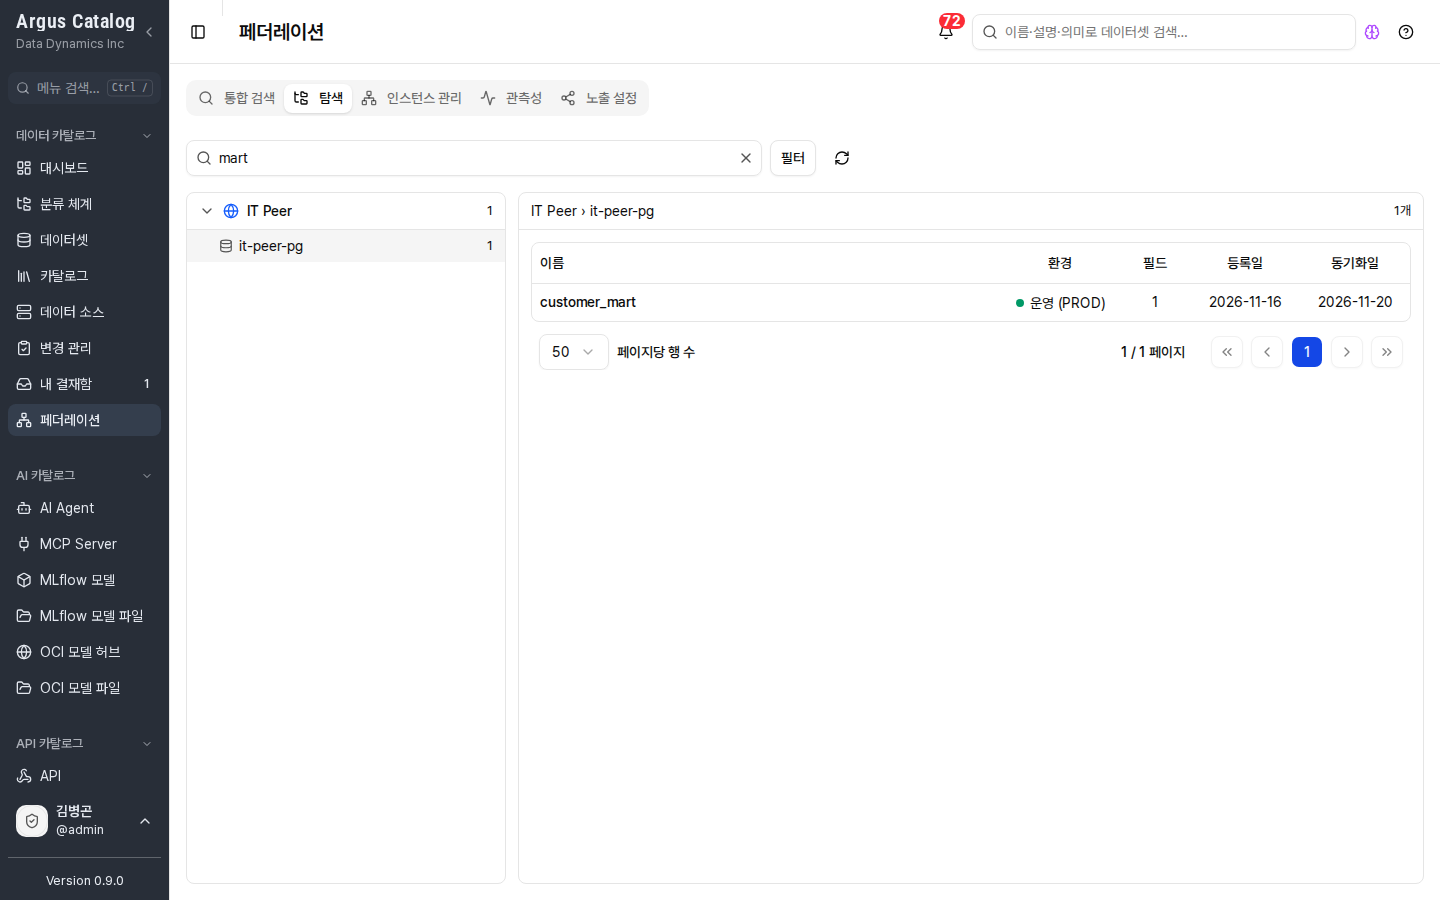 Argus Catalog
Data Dynamics Inc
메뉴 검색... Ctrl /
데이터 카탈로그
대시보드
분류 체계
데이터셋
카탈로그
데이터 소스
변경 관리
내 결재함 1
페더레이션
AI 카탈로그
AI Agent
MCP Server
MLflow 모델
MLflow 모델 파일
OCI 모델 허브
OCI 모델 파일
API 카탈로그
API
김병곤
@admin
Version 0.9.0
페더레이션
72
이름·설명·의미로 데이터셋 검색...
통합 검색 탐색 인스턴스 관리 관측성 노출 설정
mart 필터
IT Peer 1
it-peer-pg 1
IT Peer › it-peer-pg 1개
이름 환경 필드 등록일 동기화일
customer_mart 운영 (PROD) 1 2026-11-16 2026-11-20
50 페이지당 행 수 1 / 1 페이지 1